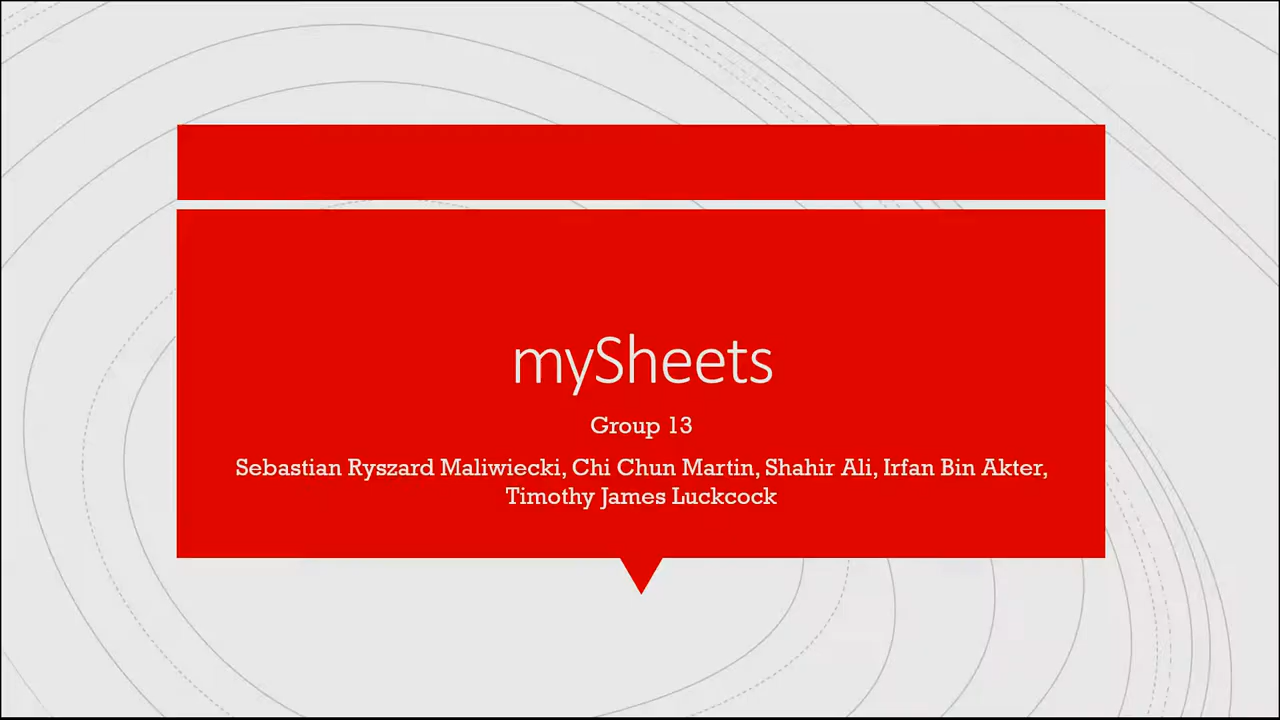 mySheets
Group 13
Sebastian Ryszard Maliwiecki, Chi Chun Martin, Shahir Ali, Irfan Bin Akter,
Timothy James Luckcock